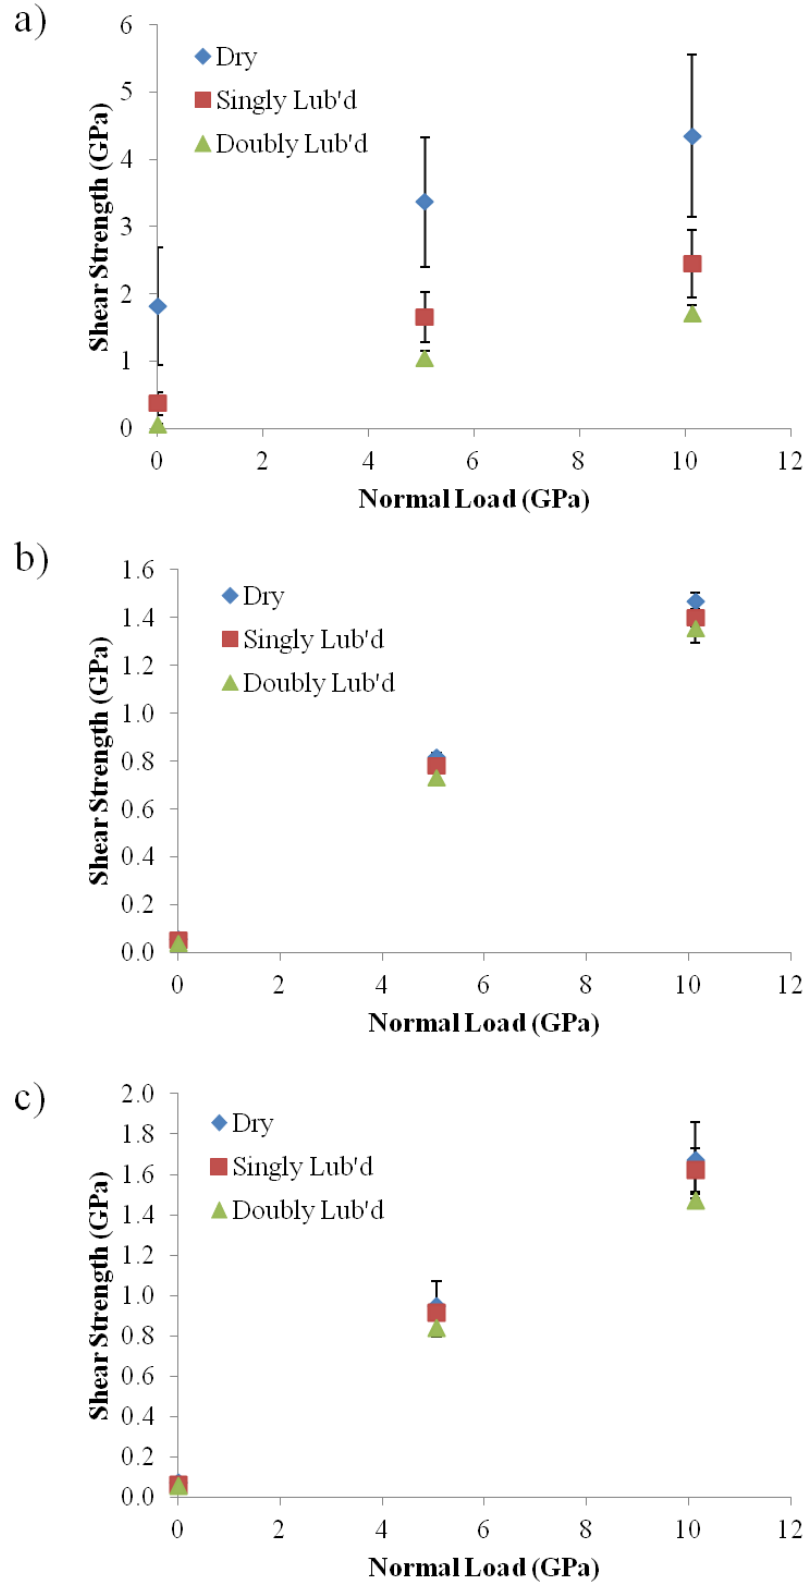 a)
6
5
4
3
2
1
0
Shear Strength (GPa)
Dry
Singly Lub'd
Doubly Lub'd
0 2 4 6 8 10 12
Normal Load (GPa)
b)
1.6
1.4
1.2
1.0
0.8
0.6
0.4
0.2
0.0
Shear Strength (GPa)
Dry
Singly Lub'd
Doubly Lub'd
0 2 4 6 8 10 12
Normal Load (GPa)
c)
2.0
1.8
1.6
1.4
1.2
1.0
0.8
0.6
0.4
0.2
0.0
Shear Strength (GPa)
Dry
Singly Lub'd
Doubly Lub'd
0 2 4 6 8 10 12
Normal Load (GPa)